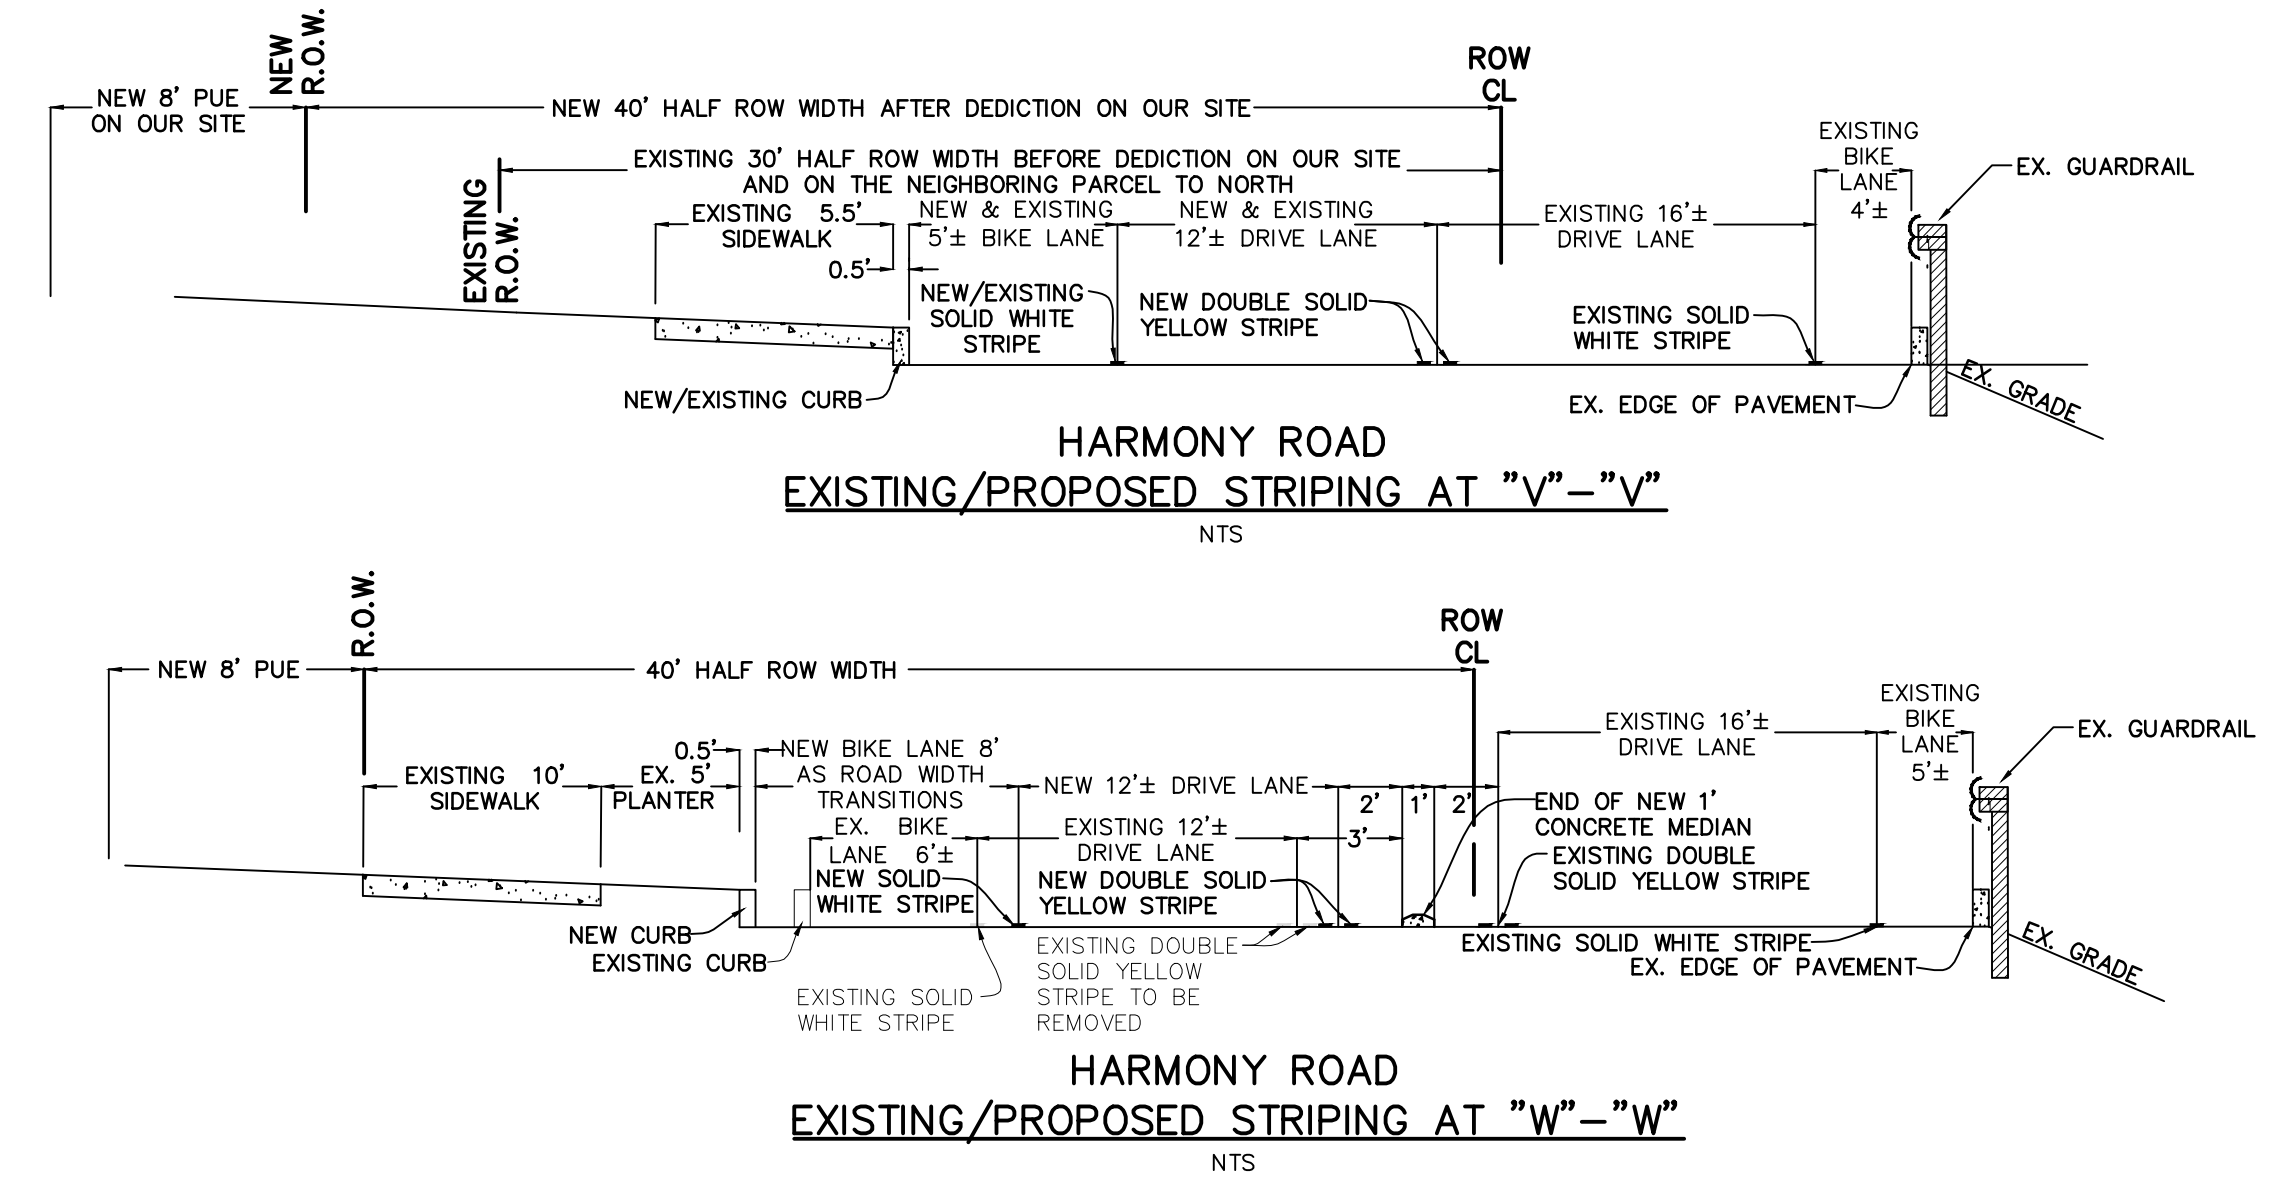 NEW
R.O.W.
ROW
CL
NEW 8' PUE
ON OUR SITE
NEW 40' HALF ROW WIDTH AFTER DEDICTION ON OUR SITE
EXISTING 30' HALF ROW WIDTH BEFORE DEDICTION ON OUR SITE
AND ON THE NEIGHBORING PARCEL TO NORTH
EXISTING
R.O.W.
EXISTING 5.5'
SIDEWALK
0.5'
NEW & EXISTING
5'± BIKE LANE
NEW & EXISTING
12'± DRIVE LANE
EXISTING 16'±
DRIVE LANE
EXISTING
BIKE
LANE
4'±
EX. GUARDRAIL
NEW/EXISTING
SOLID WHITE
STRIPE
NEW DOUBLE SOLID
YELLOW STRIPE
EXISTING SOLID
WHITE STRIPE
NEW/EXISTING CURB
EX. EDGE OF PAVEMENT
EX. GRADE
HARMONY ROAD
EXISTING/PROPOSED STRIPING AT "V"-"V"
NTS
R.O.W.
ROW
CL
NEW 8' PUE
40' HALF ROW WIDTH
EXISTING 10'
SIDEWALK
EX. 5'
PLANTER
0.5'
NEW BIKE LANE 8'
AS ROAD WIDTH
TRANSITIONS
EX. BIKE
LANE 6'±
NEW SOLID
WHITE STRIPE
NEW 12'± DRIVE LANE
EXISTING 12'±
DRIVE LANE
NEW DOUBLE SOLID
YELLOW STRIPE
2'
1'
2'
3'
END OF NEW 1'
CONCRETE MEDIAN
EXISTING DOUBLE
SOLID YELLOW STRIPE
EXISTING 16'±
DRIVE LANE
EXISTING
BIKE
LANE
5'±
EX. GUARDRAIL
NEW CURB
EXISTING CURB
EXISTING SOLID
WHITE STRIPE
EXISTING DOUBLE
SOLID YELLOW
STRIPE TO BE
REMOVED
EXISTING SOLID WHITE STRIPE
EX. EDGE OF PAVEMENT
EX. GRADE
HARMONY ROAD
EXISTING/PROPOSED STRIPING AT "W"-"W"
NTS